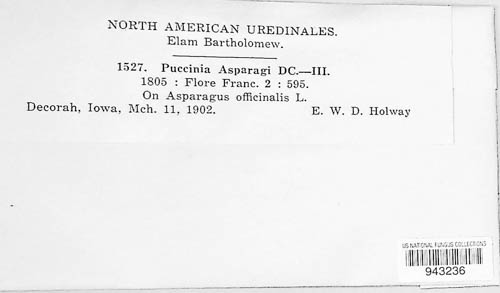 NORTH AMERICAN UREDINALES.
Elam Bartholomew.
1527. Puccinia Asparagi DC.—III.
1805 : Flore Franc. 2 : 595.
On Asparagus officinalis L.
Decorah, Iowa, Mch. 11, 1902. E. W. D. Holway
US NATIONAL FUNGUS COLLECTIONS
943236